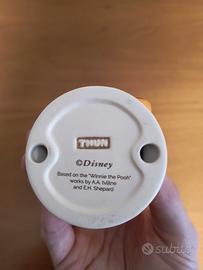 THUN
©Disney
Based on the "Winnie the Pooh"
works by A.A. Milne
and E.H. Shepard
subito